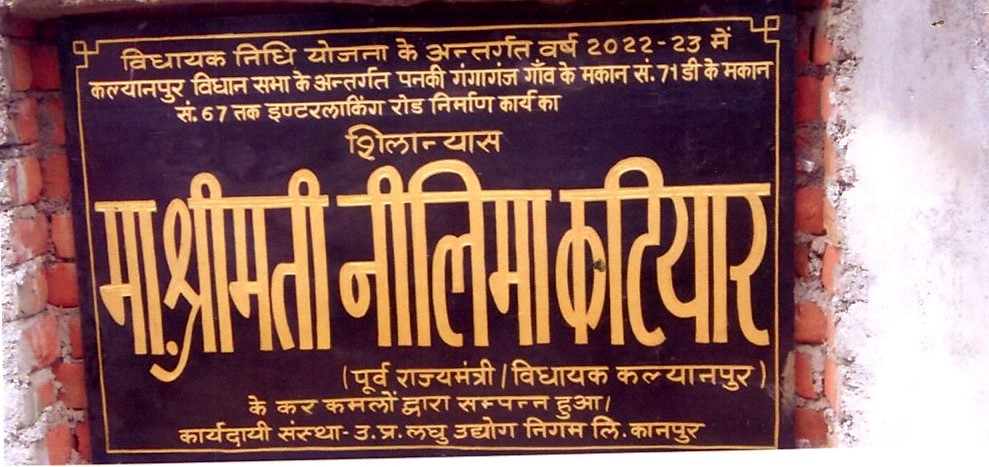 विधायक निधि योजना के अन्तर्गत वर्ष 2022-23 में
कल्यानपुर विधान सभा के अन्तर्गत पनकी गंगागंज गाँव के मकान सं. 71 डी के मकान
सं. 67 तक इण्टरलाकिंग रोड निर्माण कार्य का
शिलान्यास
मा. श्रीमती नीलिमा कटियार
(पूर्व राज्यमंत्री / विधायक कल्यानपुर)
के कर कमलों द्वारा सम्पन्न हुआ।
कार्यदायी संस्था- उ. प्र. लघु उद्योग निगम लि. कानपुर